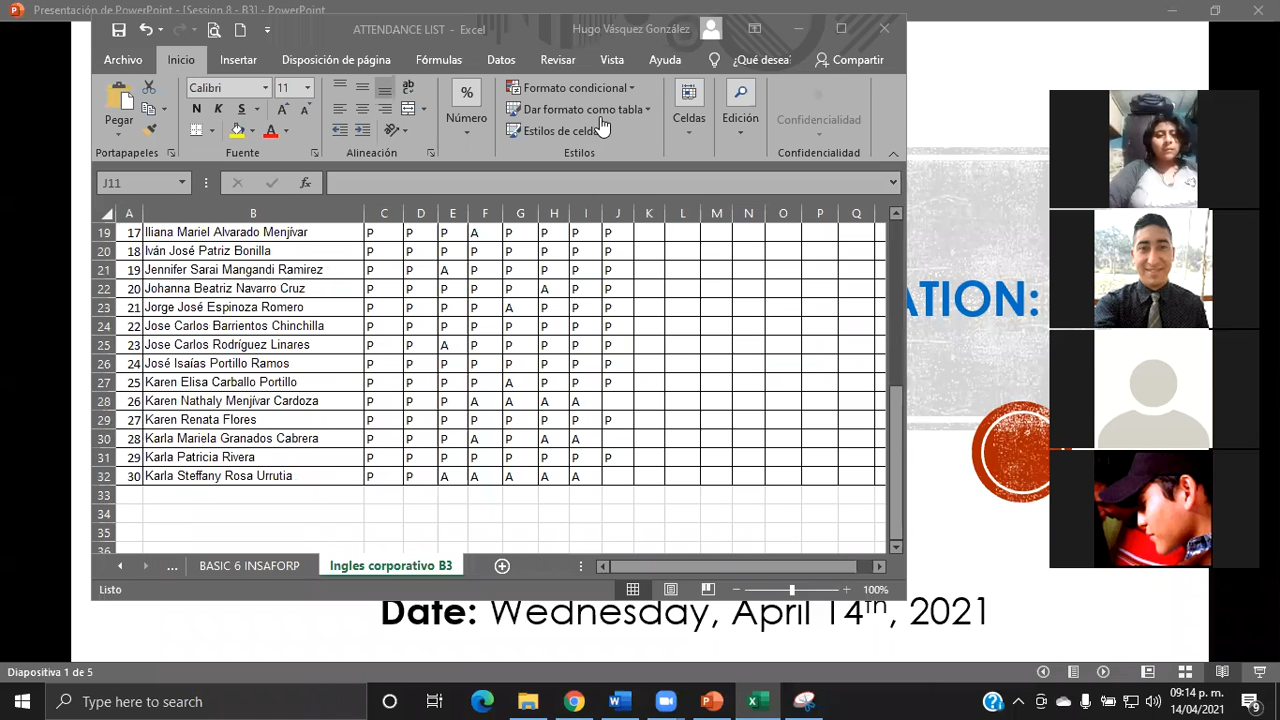 Presentación de PowerPoint - [Session 8 - B3] - PowerPoint
ATTENDANCE LIST - Excel
Hugo Vásquez González
Archivo Inicio Insertar Disposición de página Fórmulas Datos Revisar Vista Ayuda ¿Qué desea Compartir
Pegar
Portapapeles
Calibri 11
N K S
Fuente
Alineación
% Número
Formato condicional
Dar formato como tabla
Estilos de celda
Estilos
Celdas
Edición
Confidencialidad
Confidencialidad
J11 fx
A B C D E F G H I J K L M N O P Q
19 17 Iliana Mariel Alvarado Menjívar P P P A P P P P
20 18 Iván José Patriz Bonilla P P P P P P P P
21 19 Jennifer Sarai Mangandi Ramirez P P A P P P P P
22 20 Johanna Beatriz Navarro Cruz P P P P P A P P
23 21 Jorge José Espinoza Romero P P P P A P P P
24 22 Jose Carlos Barrientos Chinchilla P P P P P P P P
25 23 Jose Carlos Rodríguez Linares P P A P P P P P
26 24 José Isaías Portillo Ramos P P P P P P P P
27 25 Karen Elisa Carballo Portillo P P P P A P P P
28 26 Karen Nathaly Menjívar Cardoza P P P A P A A
29 27 Karen Renata Flores P P P P P P P P
30 28 Karla Mariela Granados Cabrera P P P A P A A
31 29 Karla Patricia Rivera P P P P P P P P
32 30 Karla Steffany Rosa Urrutia P P A A A A A
33
34
35
36
... BASIC 6 INSAFORP Ingles corporativo B3
Listo 100%
ATION:
Date: Wednesday, April 14th, 2021
Diapositiva 1 de 5
Type here to search
09:14 p. m.
14/04/2021
9